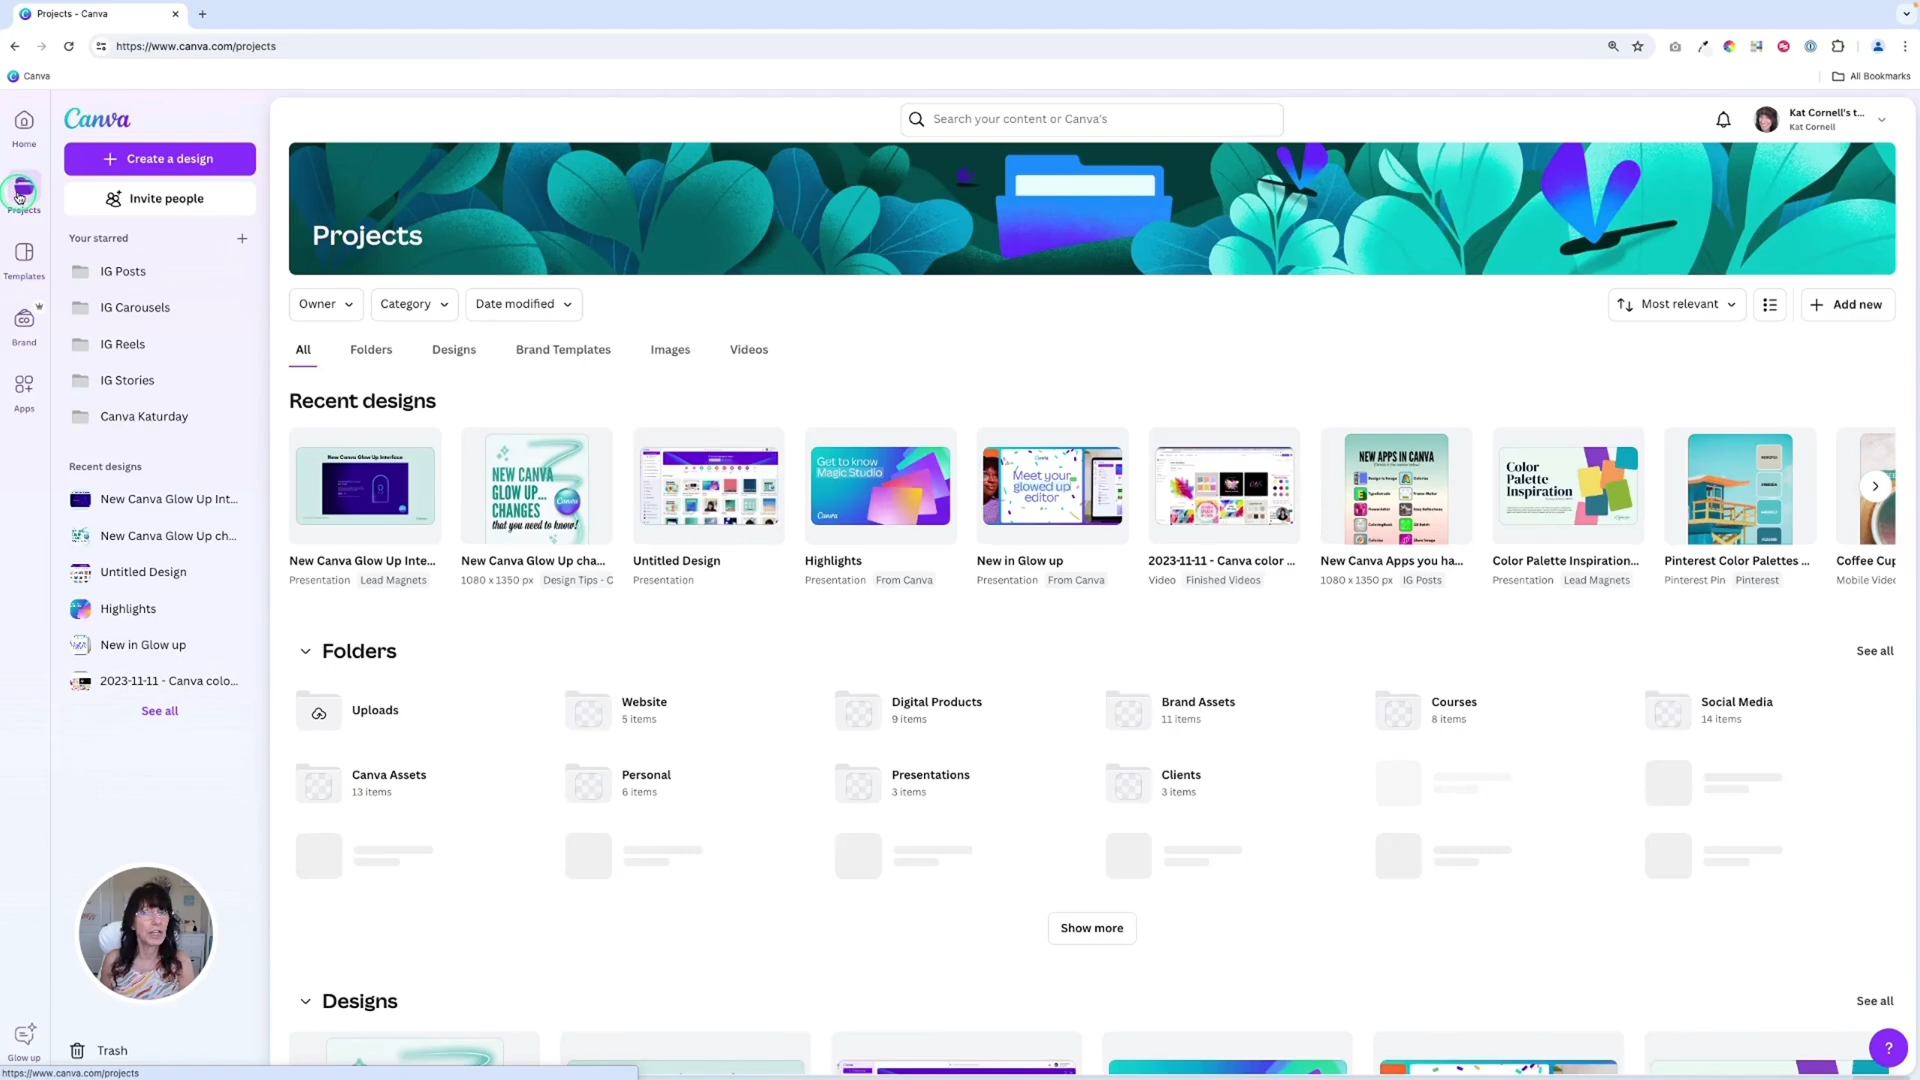 Projects - Canva
https://www.canva.com/projects
Canva
All Bookmarks
Home
Projects
Templates
Brand
Apps
Glow up
Canva
Create a design
Invite people
Your starred
IG Posts
IG Carousels
IG Reels
IG Stories
Canva Katurday
Recent designs
New Canva Glow Up Int...
New Canva Glow Up ch...
Untitled Design
Highlights
New in Glow up
2023-11-11 - Canva colo...
See all
Trash
https://www.canva.com/projects
Search your content or Canva's
Kat Cornell's t...
Kat Cornell
Projects
Owner
Category
Date modified
Most relevant
Add new
All
Folders
Designs
Brand Templates
Images
Videos
Recent designs
New Canva Glow Up Interface
NEW CANVA
GLOW UP...
CHANGES
that you need to know!
Canva
Get to know
Magic Studio
Canva
Canva
Meet your
glowed up
editor
NEW APPS IN CANVA
Color
Palette
Inspiration
New Canva Glow Up Inte...
Presentation Lead Magnets
New Canva Glow Up cha...
1080 x 1350 px Design Tips - C
Untitled Design
Presentation
Highlights
Presentation From Canva
New in Glow up
Presentation From Canva
2023-11-11 - Canva color ...
Video Finished Videos
New Canva Apps you ha...
1080 x 1350 px IG Posts
Color Palette Inspiration...
Presentation Lead Magnets
Pinterest Color Palettes ...
Pinterest Pin Pinterest
Coffee Cup
Mobile Video
Folders
See all
Uploads
Website
5 items
Digital Products
9 items
Brand Assets
11 items
Courses
8 items
Social Media
14 items
Canva Assets
13 items
Personal
6 items
Presentations
3 items
Clients
3 items
Show more
Designs
See all
?